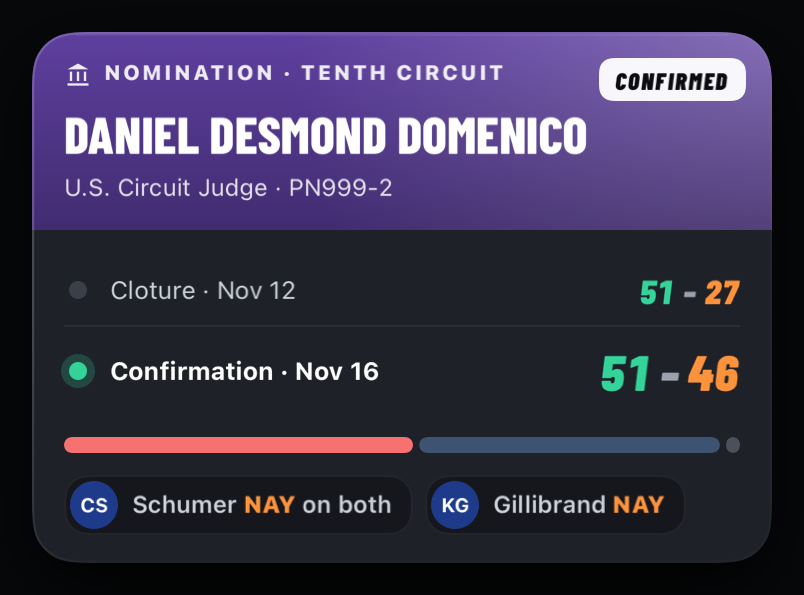 NOMINATION · TENTH CIRCUIT
CONFIRMED
DANIEL DESMOND DOMENICO
U.S. Circuit Judge · PN999-2
Cloture · Nov 12 51 - 27
Confirmation · Nov 16 51 - 46
CS Schumer NAY on both KG Gillibrand NAY